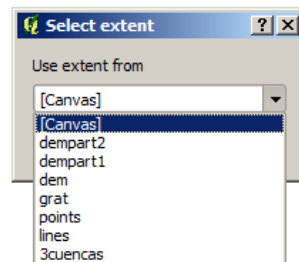 Select extent
Use extent from
[Canvas]
[Canvas]
dempart2
dempart1
dem
grat
points
lines
3cuencas